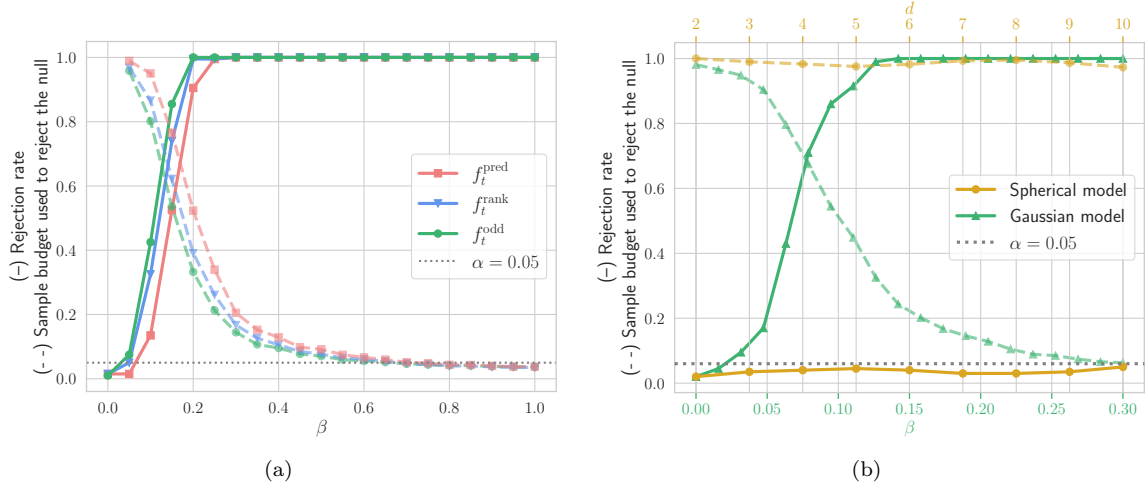 (−) Rejection rate
(- -) Sample budget used to reject the null
1.0
0.8
0.6
0.4
0.2
0.0
f_t^pred
f_t^rank
f_t^odd
α = 0.05
0.0 0.2 0.4 0.6 0.8 1.0
β
(a)
d
2 3 4 5 6 7 8 9 10
(−) Rejection rate
(- -) Sample budget used to reject the null
1.0
0.8
0.6
0.4
0.2
0.0
Spherical model
Gaussian model
α = 0.05
0.00 0.05 0.10 0.15 0.20 0.25 0.30
β
(b)